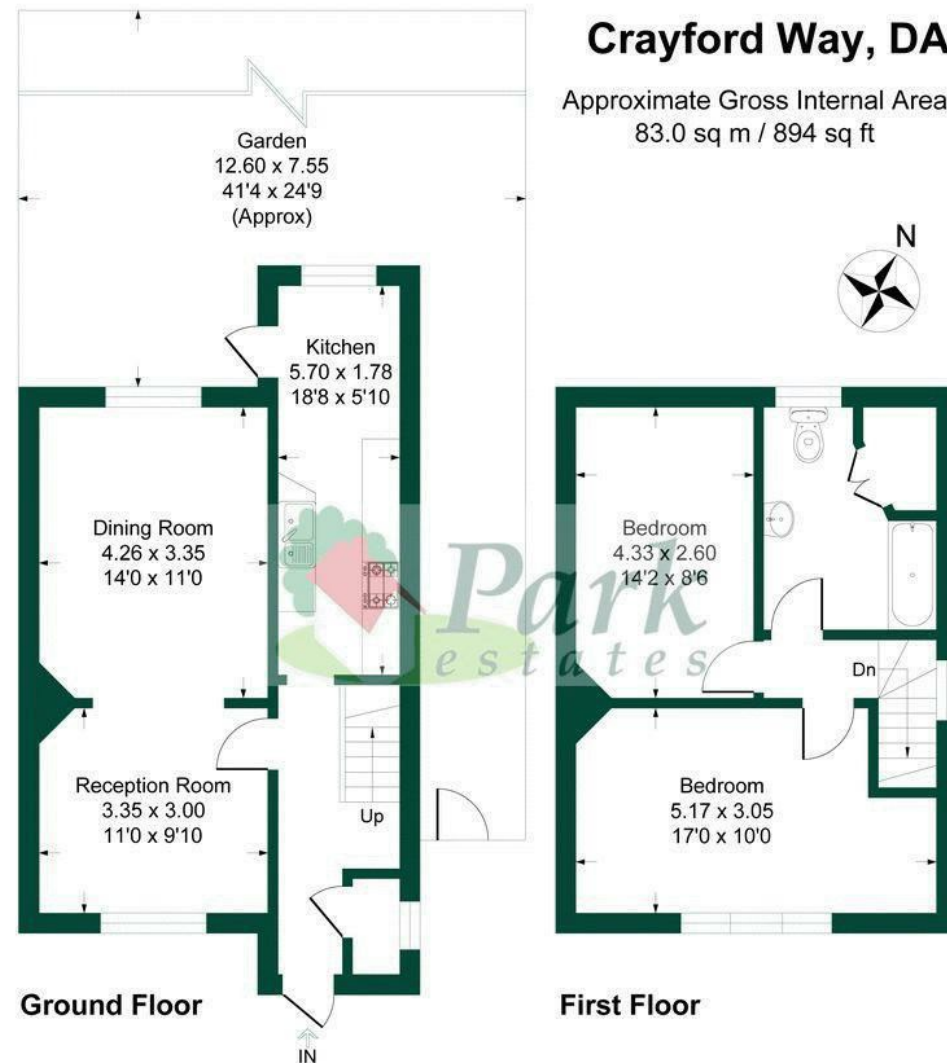 Crayford Way, DA
Approximate Gross Internal Area
83.0 sq m / 894 sq ft
N
Garden
12.60 x 7.55
41'4 x 24'9
(Approx)
Kitchen
5.70 x 1.78
18'8 x 5'10
Dining Room
4.26 x 3.35
14'0 x 11'0
Reception Room
3.35 x 3.00
11'0 x 9'10
Up
IN
Ground Floor
Bedroom
4.33 x 2.60
14'2 x 8'6
Dn
Bedroom
5.17 x 3.05
17'0 x 10'0
First Floor
Park
estates